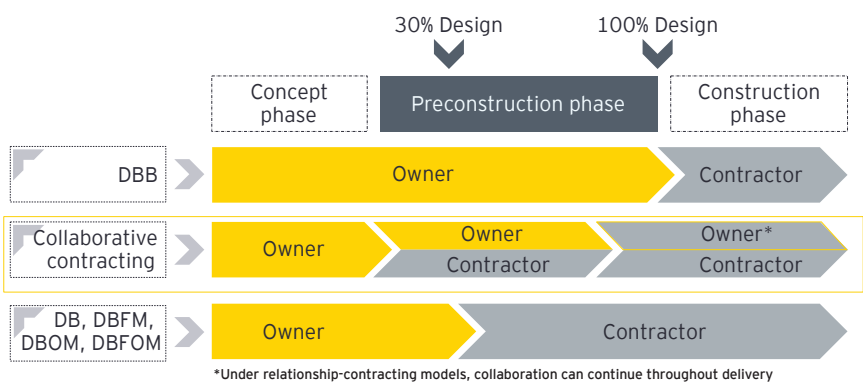 30% Design 100% Design
Concept
phase
Preconstruction phase
Construction
phase
DBB
Owner
Contractor
Collaborative
contracting
Owner
Owner
Contractor
Owner*
Contractor
DB, DBFM,
DBOM, DBFOM
Owner
Contractor
*Under relationship-contracting models, collaboration can continue throughout delivery